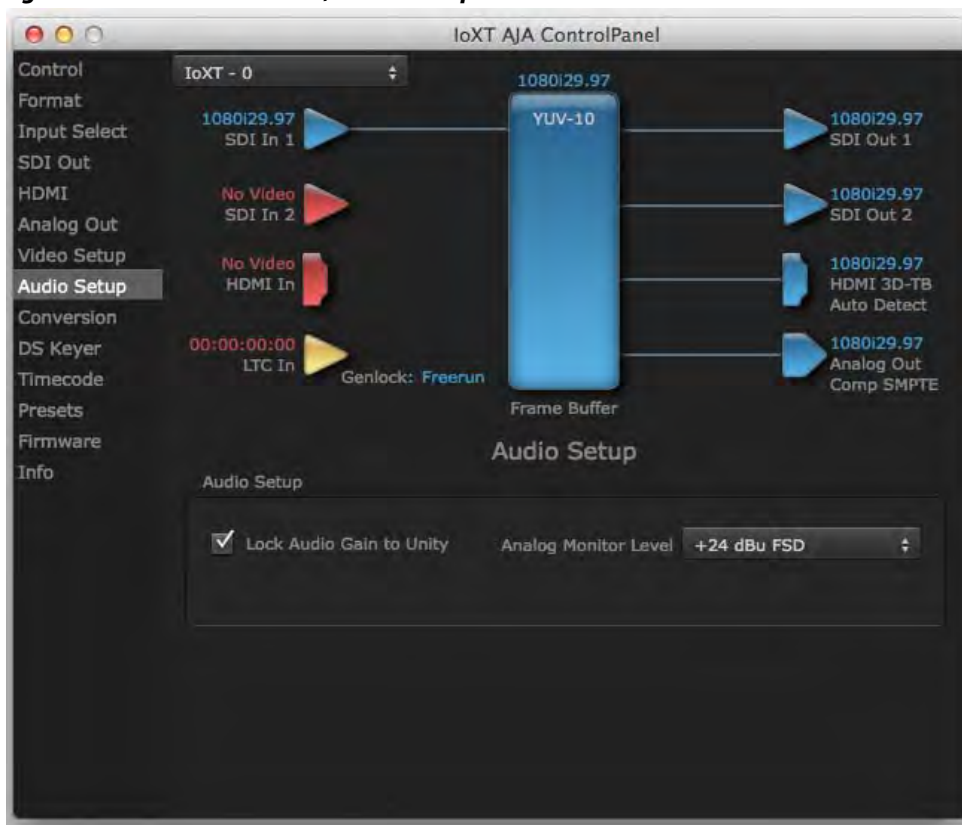 IoXT AJA ControlPanel
Control
Format
Input Select
SDI Out
HDMI
Analog Out
Video Setup
Audio Setup
Conversion
DS Keyer
Timecode
Presets
Firmware
Info
IoXT - 0
1080i29.97
YUV-10
1080i29.97
SDI In 1
No Video
SDI In 2
No Video
HDMI In
00:00:00:00
LTC In
Genlock: Freerun
Frame Buffer
1080i29.97
SDI Out 1
1080i29.97
SDI Out 2
1080i29.97
HDMI 3D-TB
Auto Detect
1080i29.97
Analog Out
Comp SMPTE
Audio Setup
Audio Setup
Lock Audio Gain to Unity
Analog Monitor Level
+24 dBu FSD